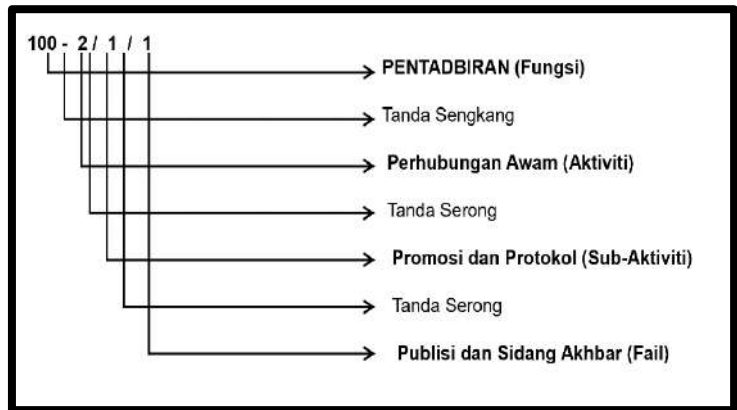 100 - 2 / 1 / 1
PENTADBIRAN (Fungsi)
Tanda Sengkang
Perhubungan Awam (Aktiviti)
Tanda Serong
Promosi dan Protokol (Sub-Aktiviti)
Tanda Serong
Publisi dan Sidang Akhbar (Fail)